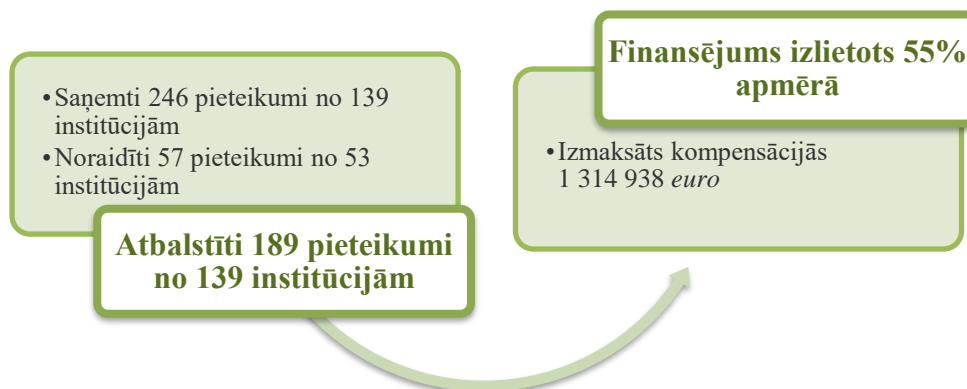 •Saņemti 246 pieteikumi no 139
institūcijām
•Noraidīti 57 pieteikumi no 53
institūcijām
Atbalstīti 189 pieteikumi
no 139 institūcijām
Finansējums izlietots 55%
apmērā
•Izmaksāts kompensācijās
1 314 938 euro